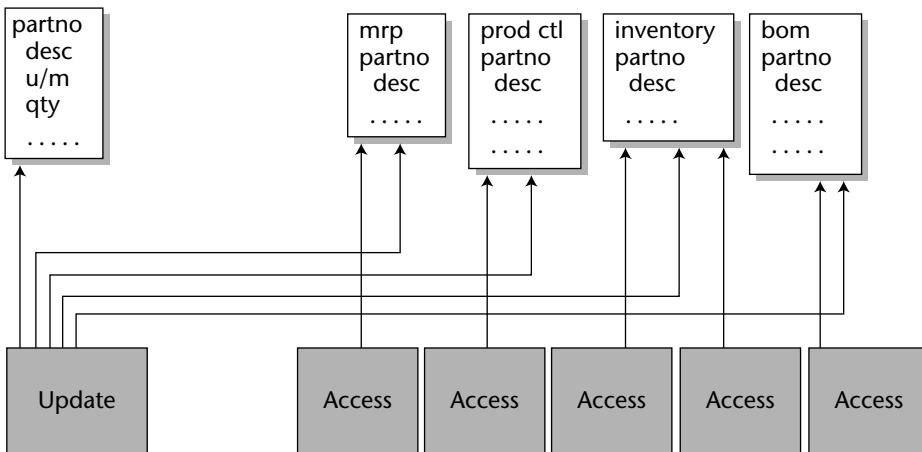 partno
desc
u/m
qty
. . . . .
mrp
partno
desc
. . . . .
prod ctl
partno
desc
. . . . .
. . . . .
inventory
partno
desc
. . . . .
bom
partno
desc
. . . . .
. . . . .
Update
Access
Access
Access
Access
Access